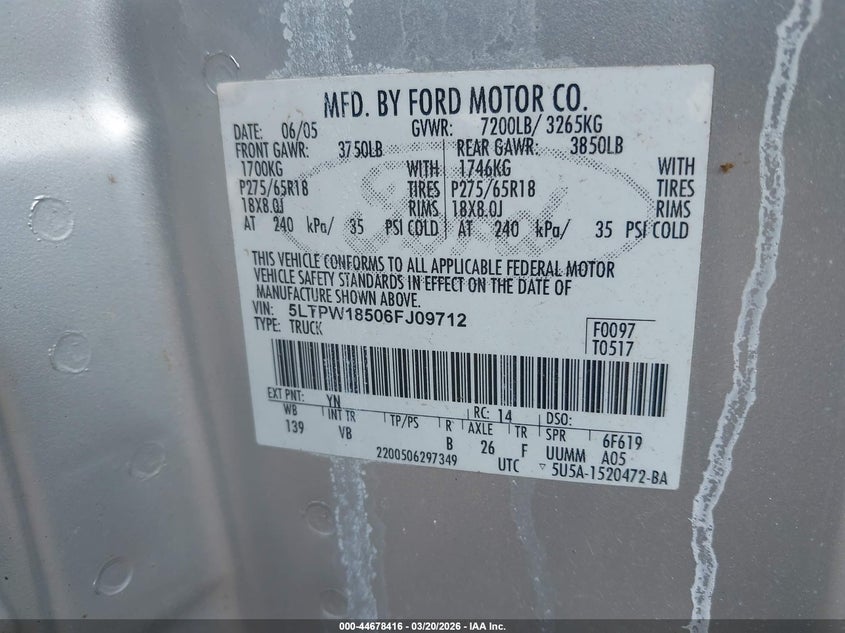 MFD. BY FORD MOTOR CO.
DATE: 06/05 GVWR: 7200LB/ 3265KG
FRONT GAWR: 3750LB REAR GAWR: 3850LB
1700KG WITH 1746KG WITH
P275/65R18 TIRES P275/65R18 TIRES
18X8.0J RIMS 18X8.0J RIMS
AT 240 kPa/ 35 PSI COLD AT 240 kPa/ 35 PSI COLD
THIS VEHICLE CONFORMS TO ALL APPLICABLE FEDERAL MOTOR
VEHICLE SAFETY STANDARDS IN EFFECT ON THE DATE OF
MANUFACTURE SHOWN ABOVE.
VIN: 5LTPW18506FJ09712
TYPE: TRUCK
F0097
T0517
EXT PNT: YN RC: 14 DSO:
WB INT TR TP/PS R AXLE TR SPR 6F619
139 VB B 26 F UUMM A05
2200506297349 UTC ▽ 5U5A-1520472-BA
000-44678416 | 03/20/2026 | IAA Inc.